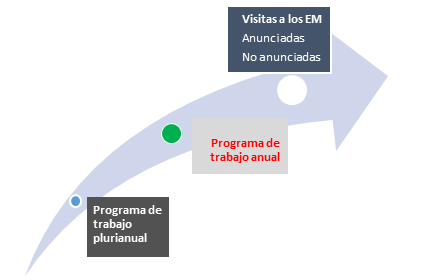 Visitas a los EM
Anunciadas
No anunciadas
Programa de
trabajo anual
Programa de
trabajo
plurianual